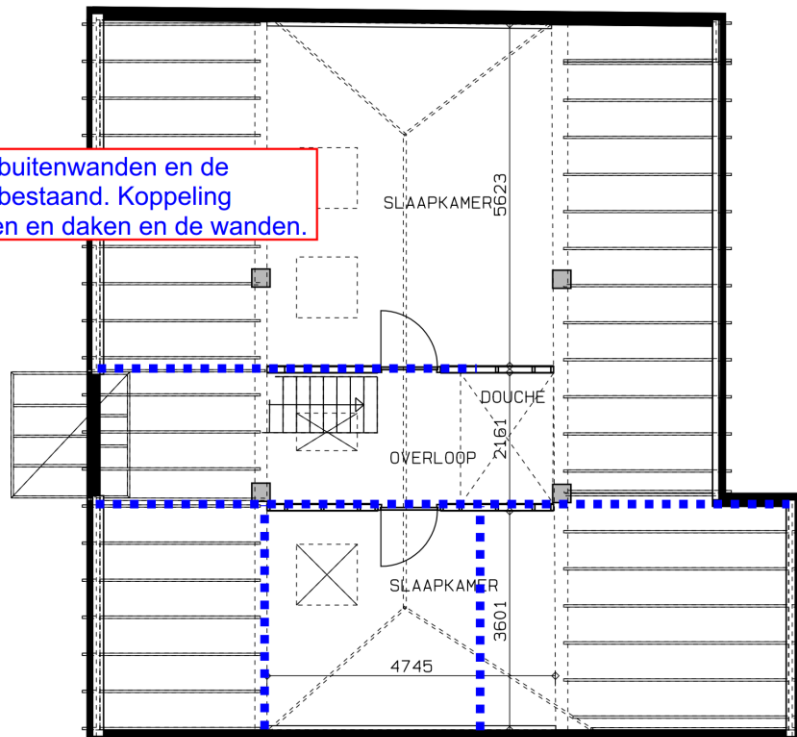 buitenwanden en de
bestaand. Koppeling
en en daken en de wanden.
SLAAPKAMER
5623
DOUCHE
2161
OVERLOOP
SLAAPKAMER
3601
4745